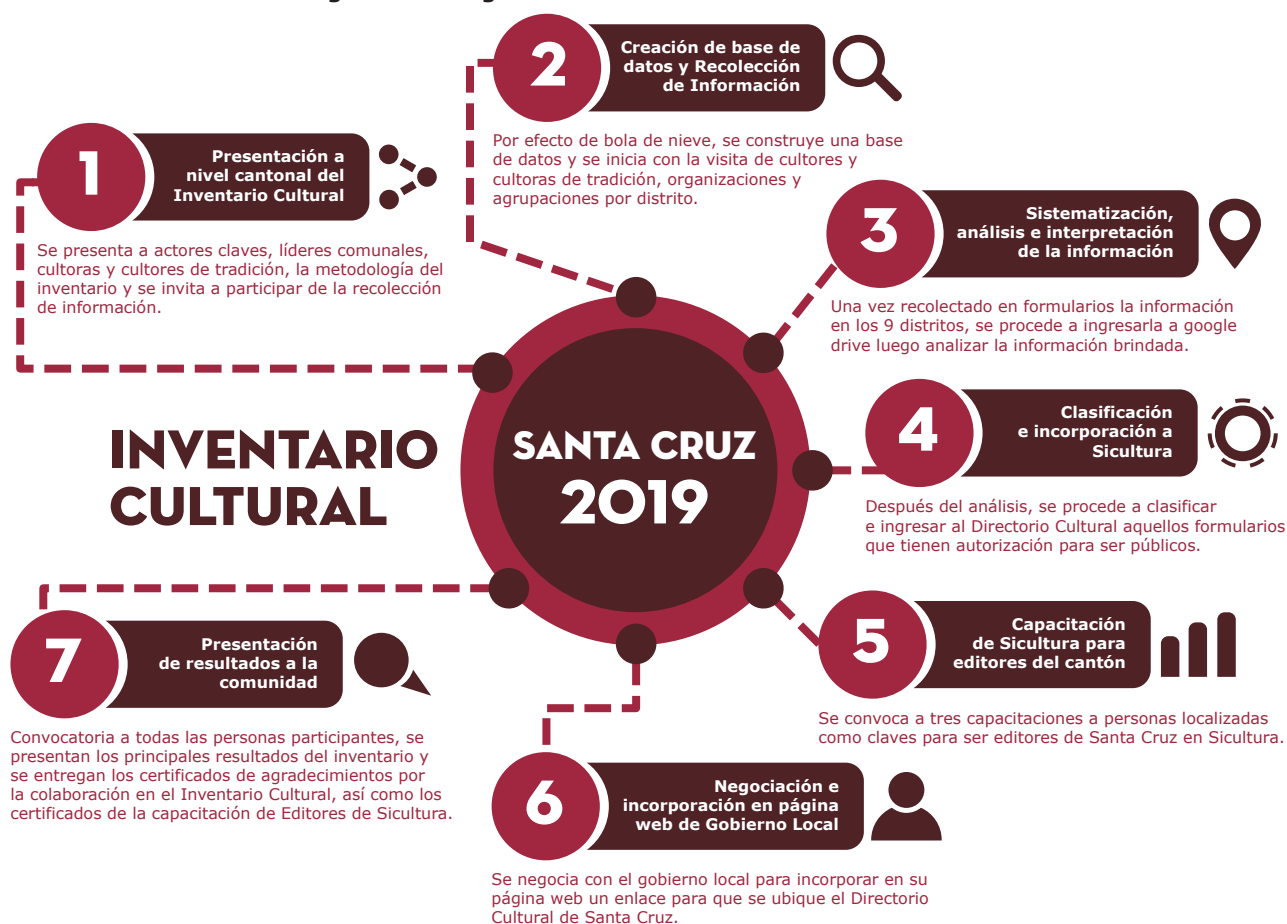 1
Presentación a
nivel cantonal del
Inventario Cultural
Se presenta a actores claves, líderes comunales,
cultoras y cultores de tradición, la metodología del
inventario y se invita a participar de la recolección
de información.
2
Creación de base de
datos y Recolección
de Información
Por efecto de bola de nieve, se construye una base
de datos y se inicia con la visita de cultores y
cultoras de tradición, organizaciones y
agrupaciones por distrito.
3
Sistematización,
análisis e interpretación
de la información
Una vez recolectado en formularios la información
en los 9 distritos, se procede a ingresarla a google
drive luego analizar la información brindada.
INVENTARIO
CULTURAL
SANTA CRUZ
2019
4
Clasificación
e incorporación a
Sicultura
Después del análisis, se procede a clasificar
e ingresar al Directorio Cultural aquellos formularios
que tienen autorización para ser públicos.
5
Capacitación
de Sicultura para
editores del cantón
Se convoca a tres capacitaciones a personas localizadas
como claves para ser editores de Santa Cruz en Sicultura.
6
Negociación e
incorporación en página
web de Gobierno Local
Se negocia con el gobierno local para incorporar en su
página web un enlace para que se ubique el Directorio
Cultural de Santa Cruz.
7
Presentación
de resultados a la
comunidad
Convocatoria a todas las personas participantes, se
presentan los principales resultados del inventario y
se entregan los certificados de agradecimientos por
la colaboración en el Inventario Cultural, así como los
certificados de la capacitación de Editores de Sicultura.